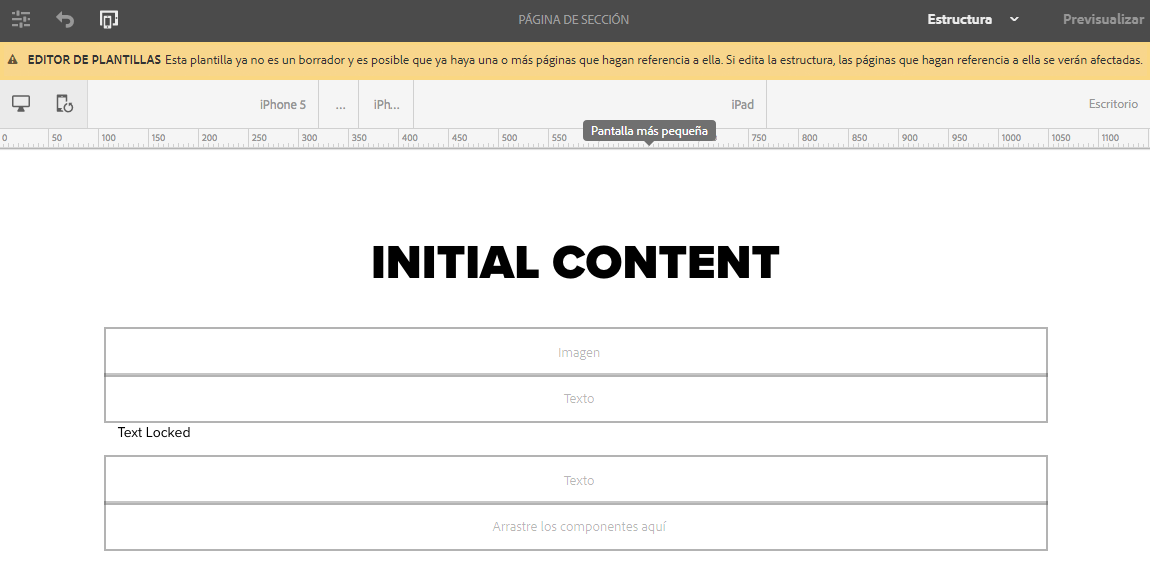 PÁGINA DE SECCIÓN Estructura Previsualizar
EDITOR DE PLANTILLAS Esta plantilla ya no es un borrador y es posible que ya haya una o más páginas que hagan referencia a ella. Si edita la estructura, las páginas que hagan referencia a ella se verán afectadas.
iPhone 5 ... iPh... iPad Escritorio
Pantalla más pequeña
0 50 100 150 200 250 300 350 400 450 500 550 750 800 850 900 950 1000 1050 1100
INITIAL CONTENT
Imagen
Texto
Text Locked
Texto
Arrastre los componentes aquí